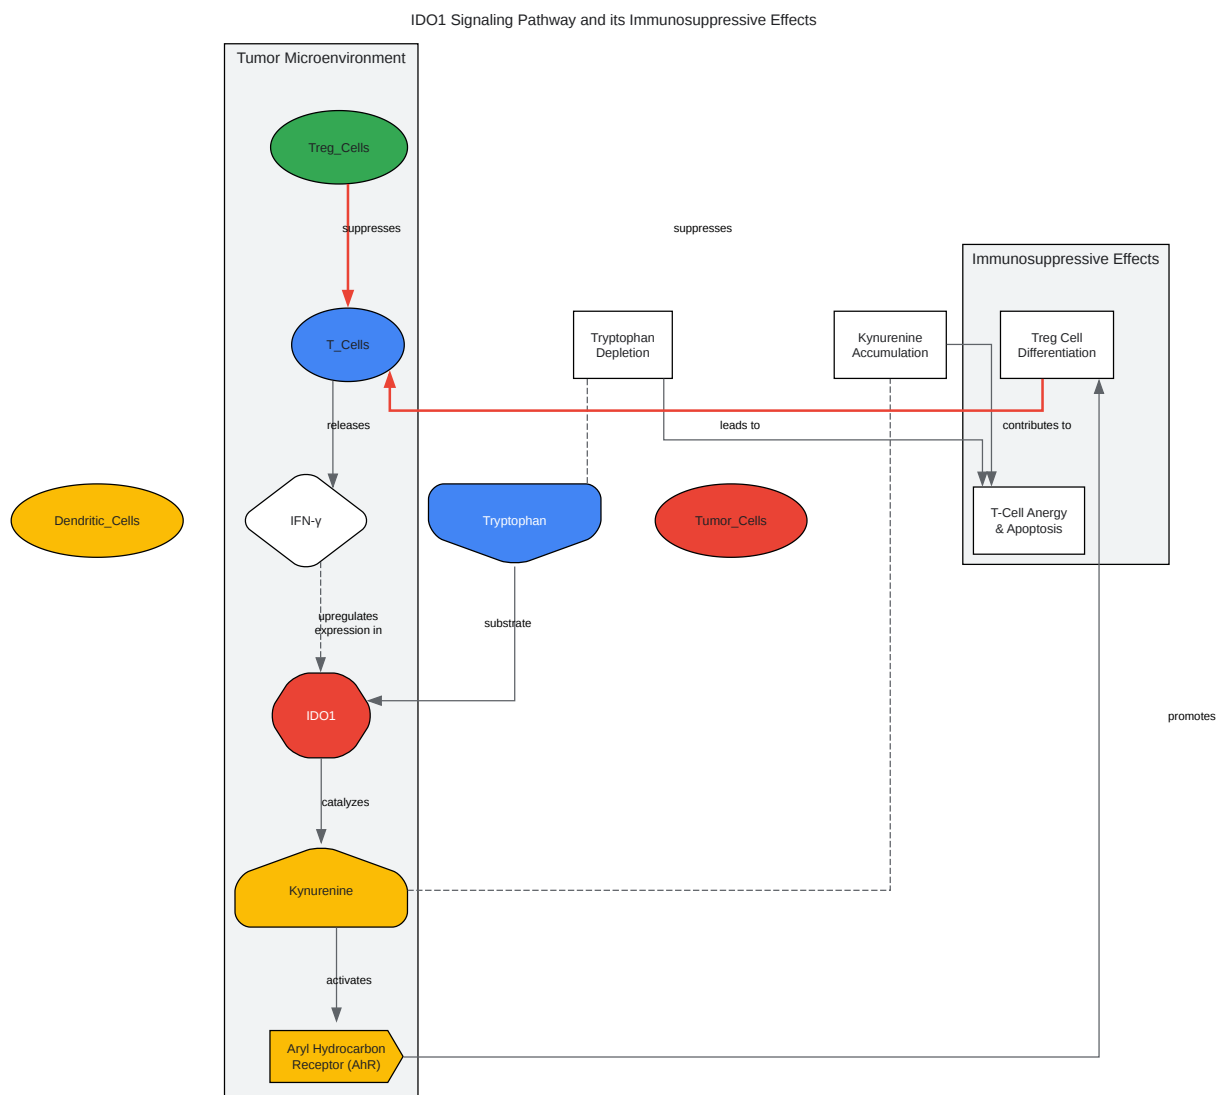 IDO1 Signaling Pathway and its Immunosuppressive Effects
Tumor Microenvironment
Treg_Cells
suppresses
suppresses
Immunosuppressive Effects
T_Cells
Tryptophan
Depletion
Kynurenine
Accumulation
Treg Cell
Differentiation
releases
leads to
contributes to
Dendritic_Cells
IFN-γ
Tryptophan
Tumor_Cells
T-Cell Anergy
& Apoptosis
upregulates
expression in
substrate
IDO1
promotes
catalyzes
Kynurenine
activates
Aryl Hydrocarbon
Receptor (AhR)